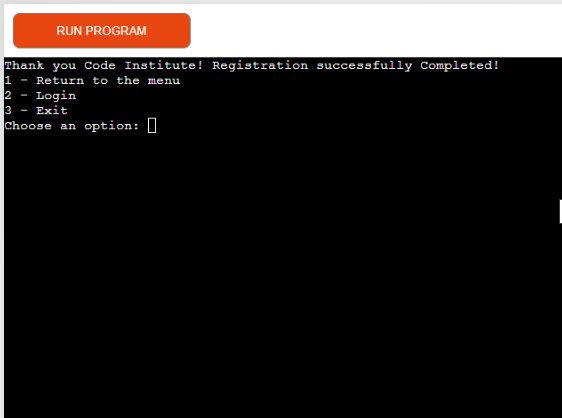 RUN PROGRAM
Thank you Code Institute! Registration successfully Completed!
1 - Return to the menu
2 - Login
3 - Exit
Choose an option: